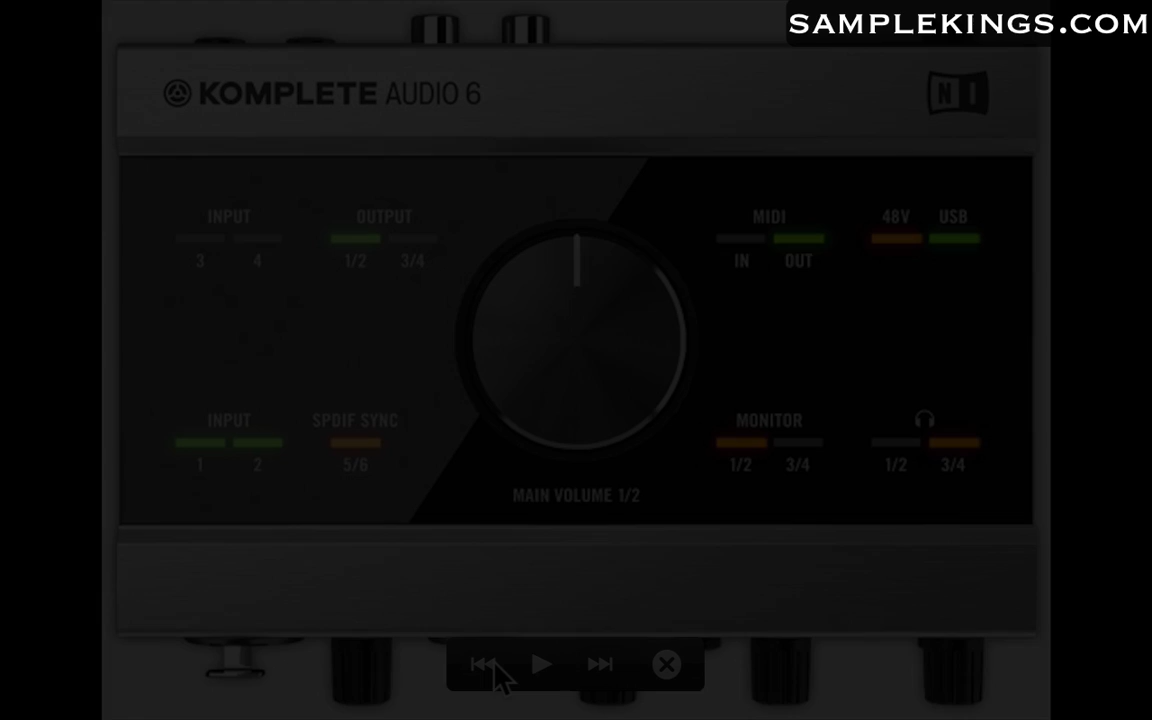 SAMPLEKINGS.COM
KOMPLETE AUDIO 6
NI
INPUT OUTPUT MIDI 48V USB
3 4 1/2 3/4 IN OUT
INPUT SPDIF SYNC MONITOR
1 2 5/6 1/2 3/4 1/2 3/4
MAIN VOLUME 1/2